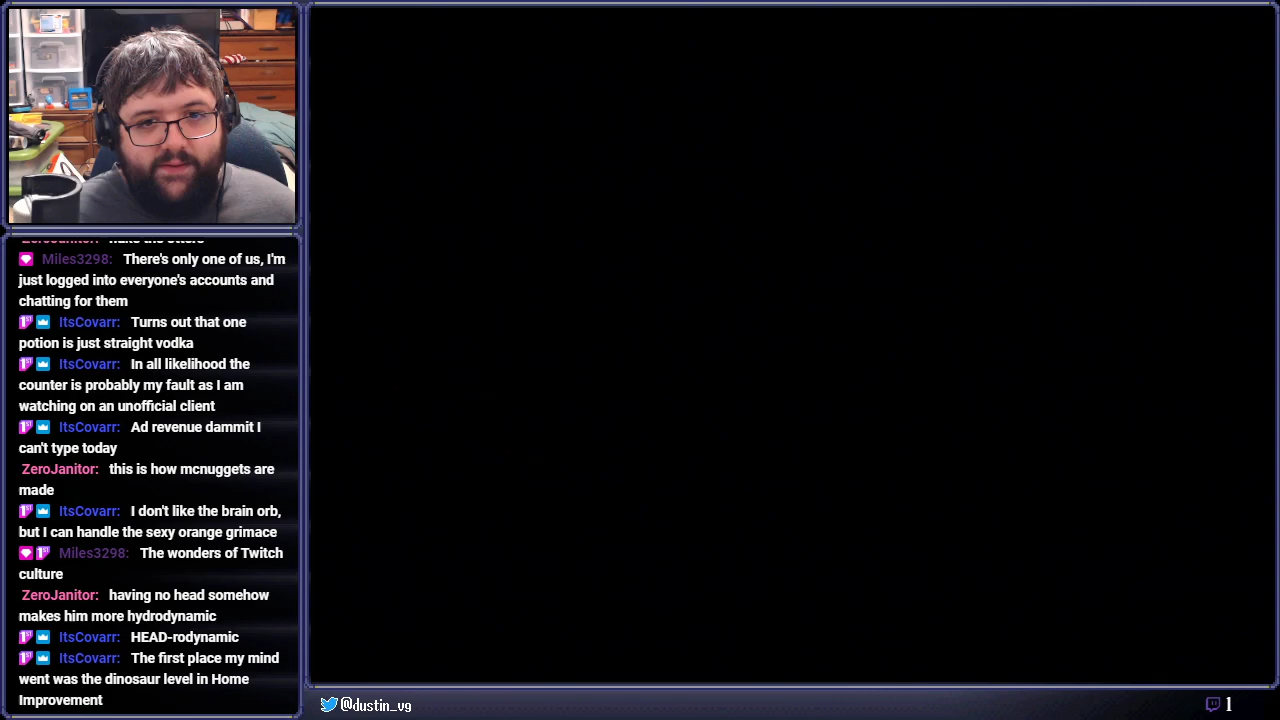 Miles3298: There's only one of us, I'm
just logged into everyone's accounts and
chatting for them
ItsCovarr: Turns out that one
potion is just straight vodka
ItsCovarr: In all likelihood the
counter is probably my fault as I am
watching on an unofficial client
ItsCovarr: Ad revenue dammit I
can't type today
ZeroJanitor: this is how mcnuggets are
made
ItsCovarr: I don't like the brain orb,
but I can handle the sexy orange grimace
Miles3298: The wonders of Twitch
culture
ZeroJanitor: having no head somehow
makes him more hydrodynamic
ItsCovarr: HEAD-rodynamic
ItsCovarr: The first place my mind
went was the dinosaur level in Home
Improvement
@dustin_vg
1